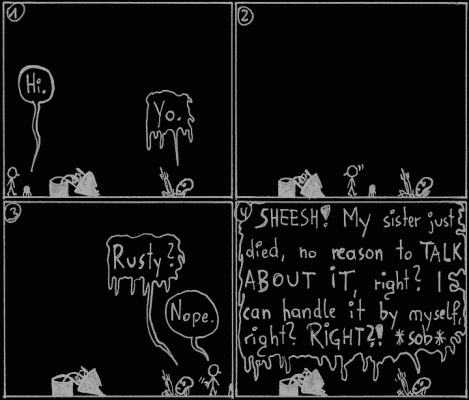 1
Hi.
Yo.
2
3
Rusty?
Nope.
4
SHEESH! My sister just
died, no reason to TALK
ABOUT iT, right? I S
can handle it by myself,
right? RiGHT?! *sob*